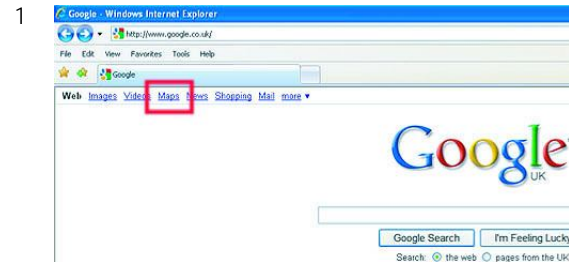 1
Google - Windows Internet Explorer
http://www.google.co.uk/
File Edit View Favorites Tools Help
Google
Web Images Videos Maps News Shopping Mail more ▼
Google
UK
Google Search I'm Feeling Lucky
Search: the web pages from the UK